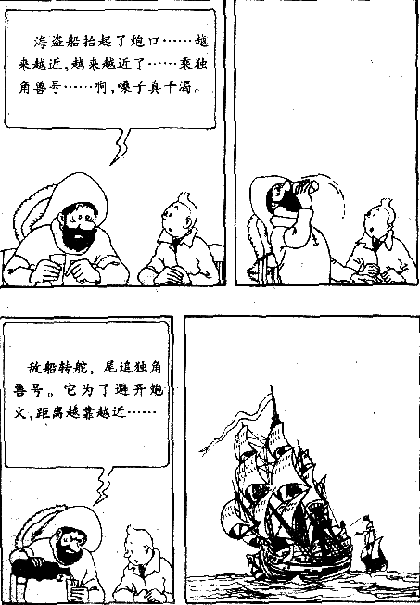 海盗船抬起了炮口……越
来越近,越来越近了……乘独
角兽号……啊,嗓子真干渴。
敌船转舵,尾追独角
兽号。它为了避开炮
火,距离越靠越近……